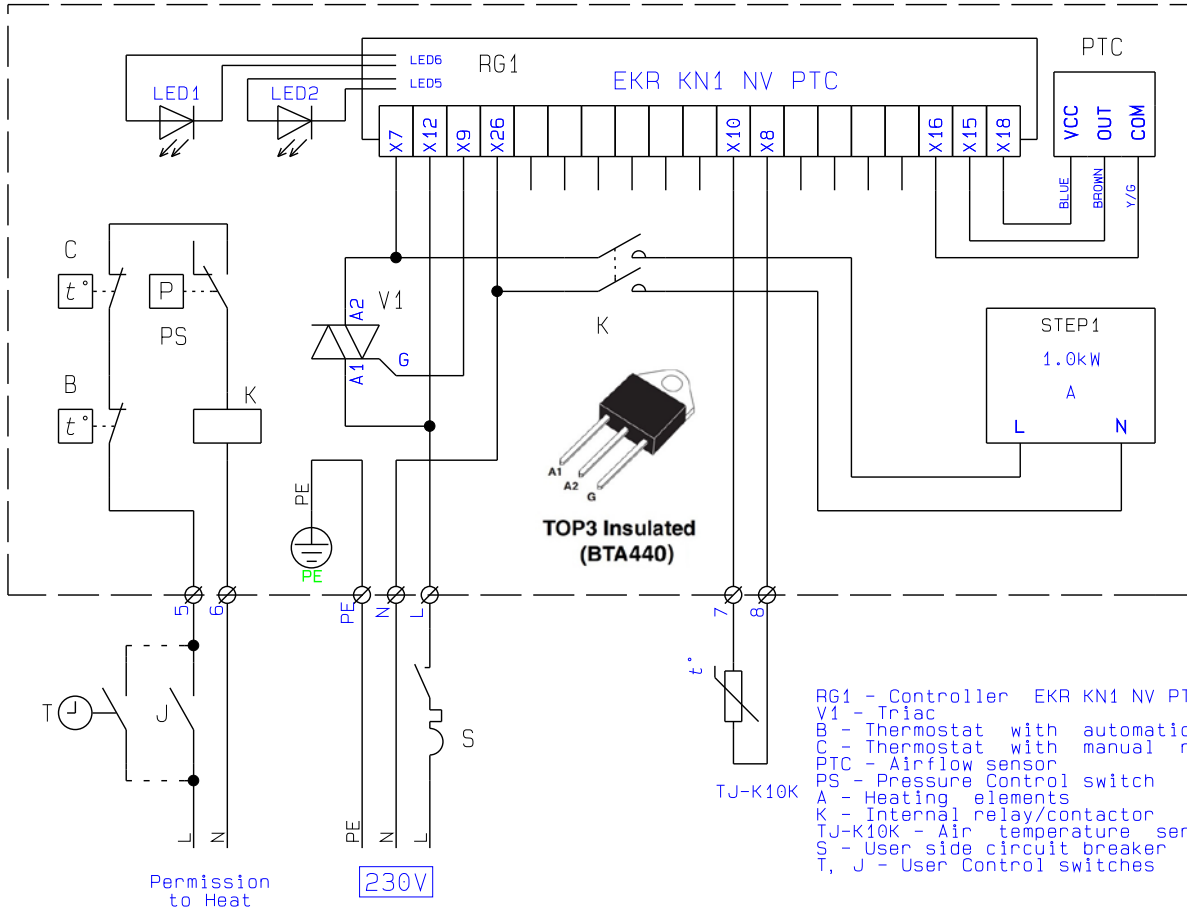 PTC
LED6
RG1
LED5
EKR KN1 NV PTC
LED1
LED2
VCC
OUT
COM
X7
X12
X9
X26
X10
X8
X16
X15
X18
BLUE
BROWN
Y/G
C
t°
P
PS
A2
V1
G
A1
K
STEP1
1.0kW
A
L
N
B
t°
K
A1
A2
G
TOP3 Insulated
(BTA440)
PE
PE
5
6
PE
N
L
7
8
t°
T
J
S
TJ-K10K
L
N
PE
N
L
Permission
to Heat
230V
RG1 - Controller EKR KN1 NV
V1 - Triac
B - Thermostat with
C - Thermostat with manual
PTC - Airflow sensor
PS - Pressure Control switch
A - Heating elements
K - Internal relay/contactor
TJ-K10K - Air temperature
S - User side circuit breaker
T, J - User Control switches